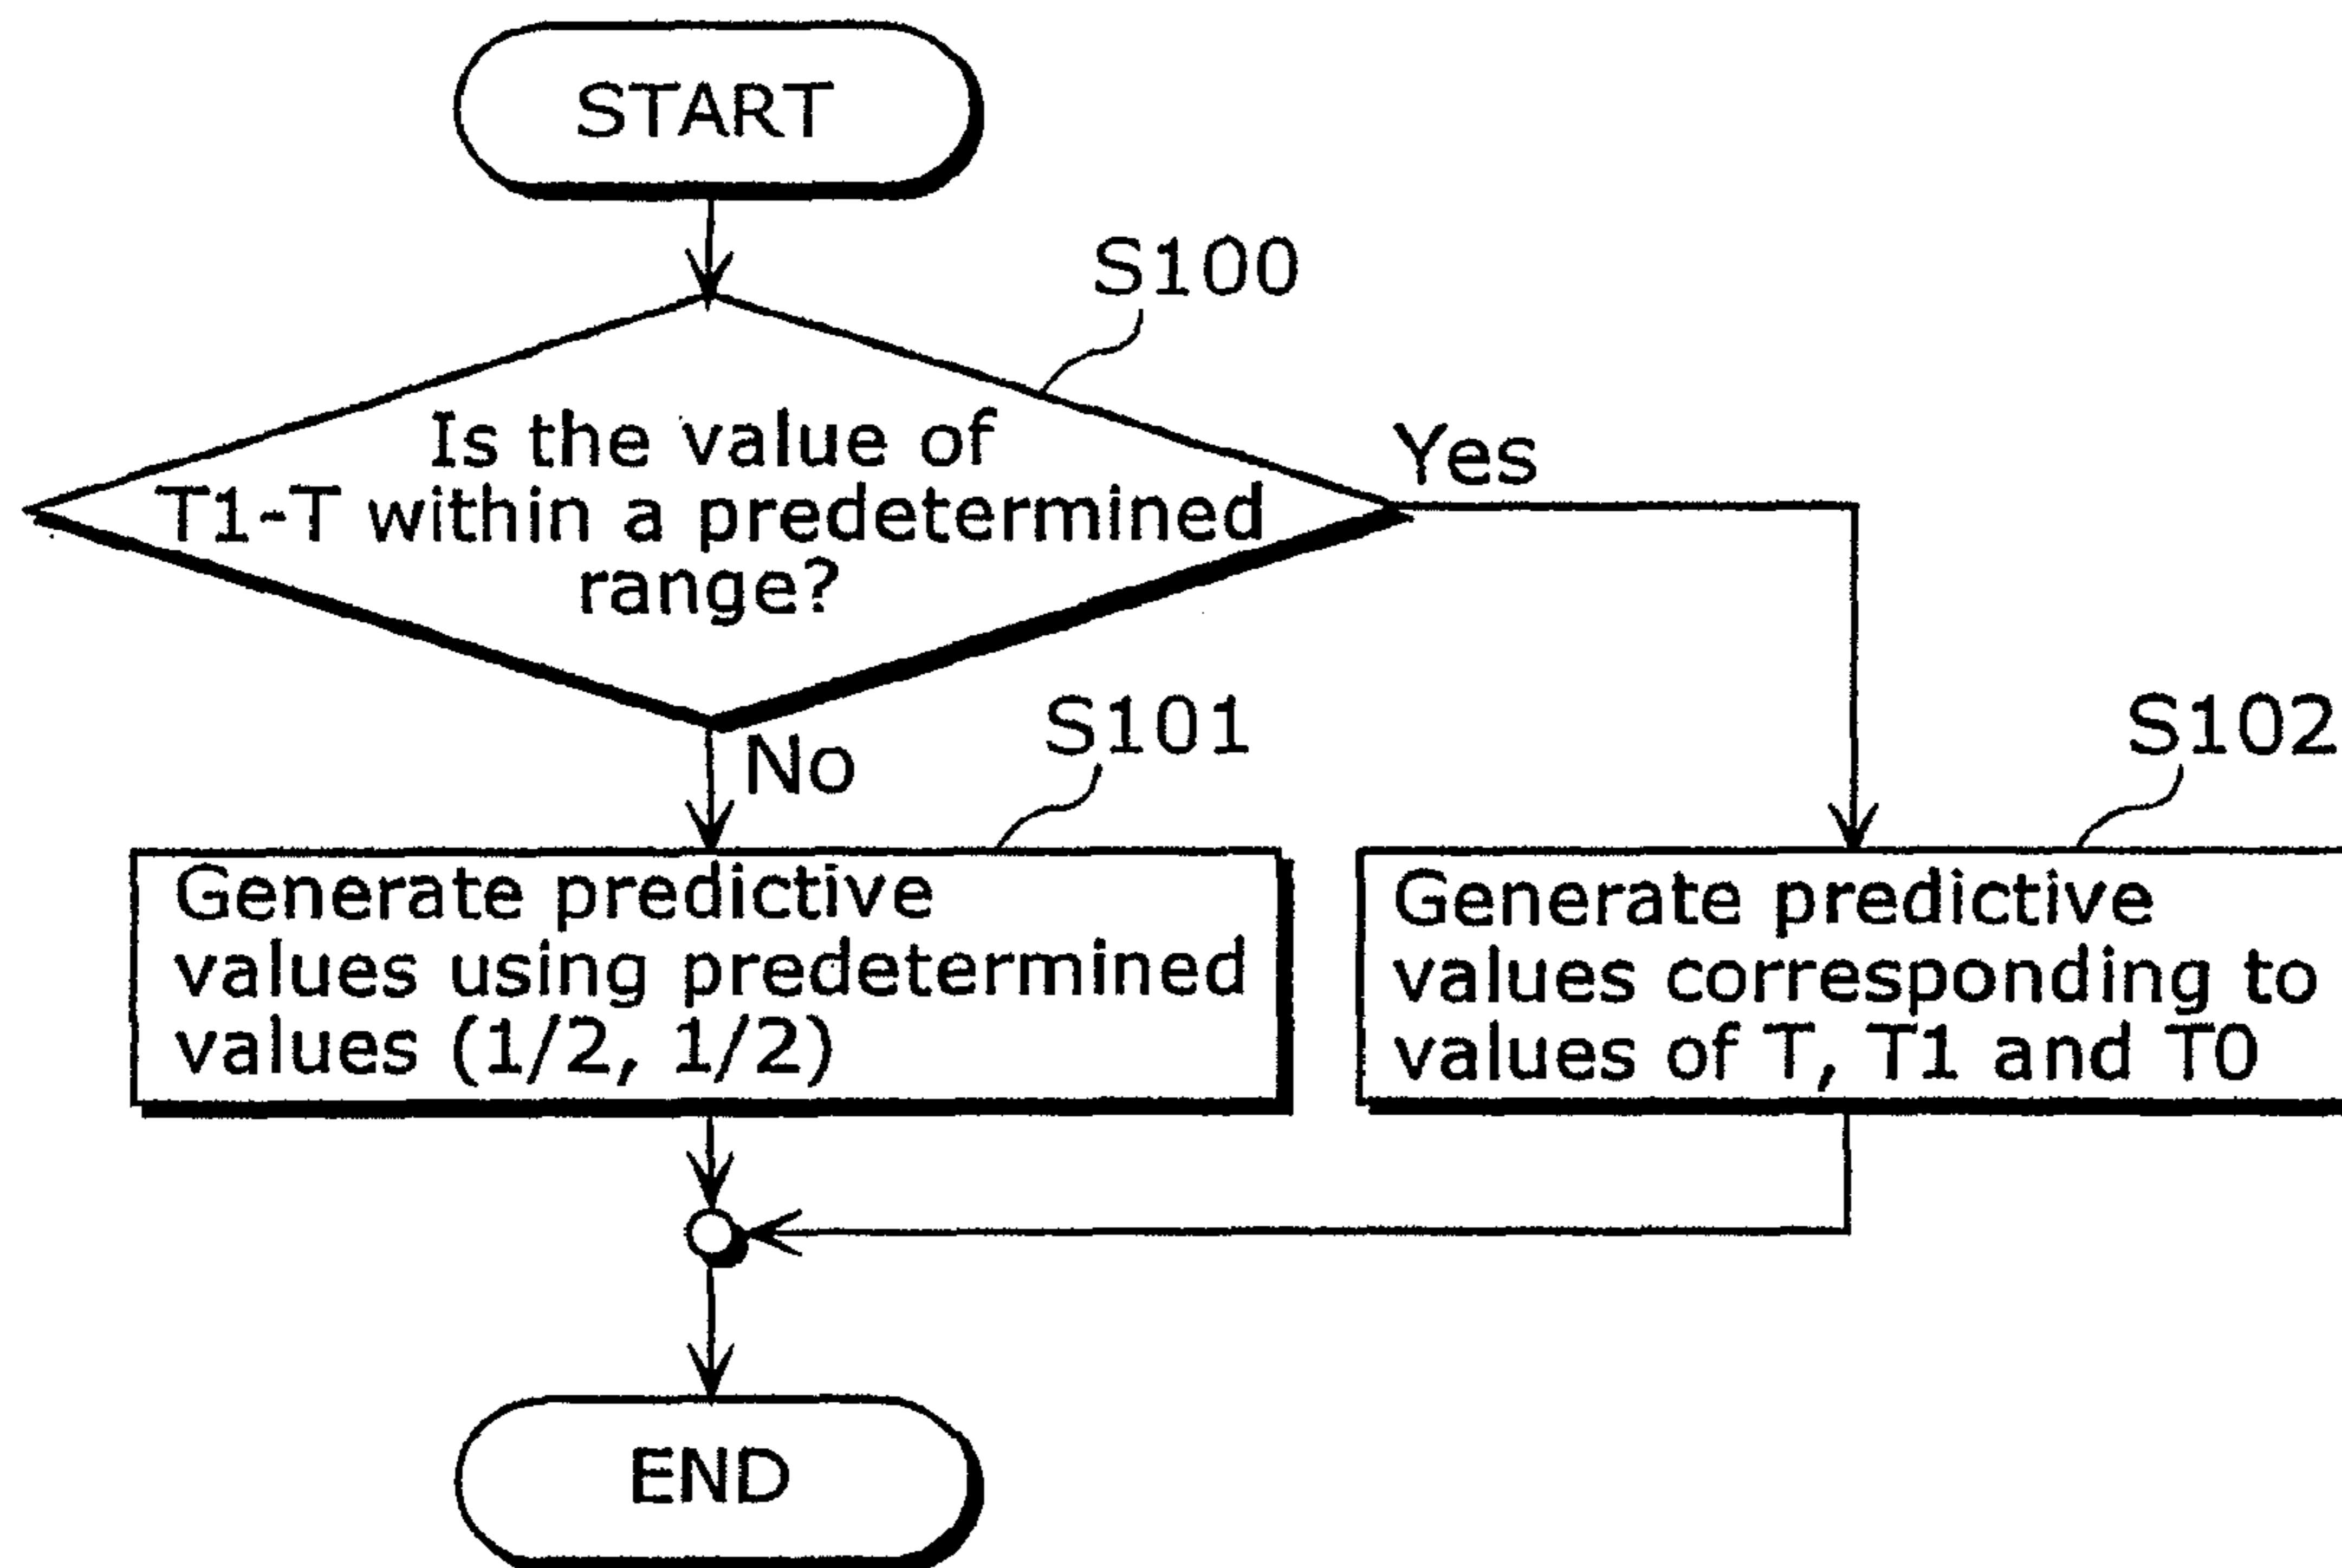 START
S100
Is the value of
T1-T within a predetermined
range?
Yes
No
S101
S102
Generate predictive
values using predetermined
values (1/2, 1/2)
Generate predictive
values corresponding to
values of T, T1 and T0
END